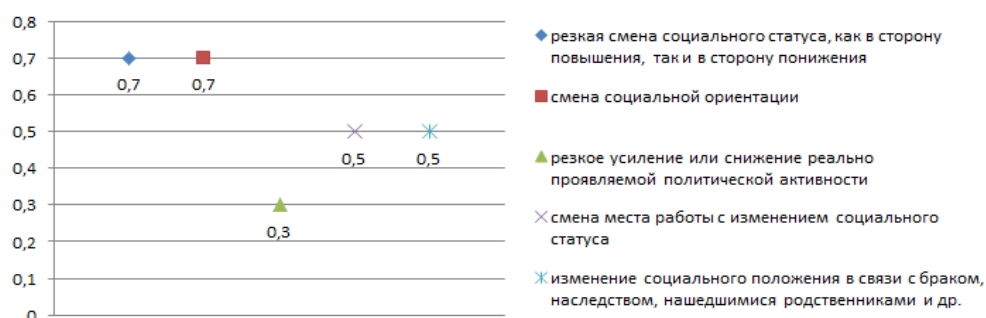 0,8
0,7
0,6
0,5
0,4
0,3
0,2
0,1
0
0,7
0,7
0,3
0,5
0,5
резкая смена социального статуса, как в сторону
повышения, так и в сторону понижения
смена социальной ориентации
резкое усиление или снижение реально
проявляемой политической активности
смена места работы с изменением социального
статуса
изменение социального положения в связи с браком,
наследством, нашедшимися родственниками и др.